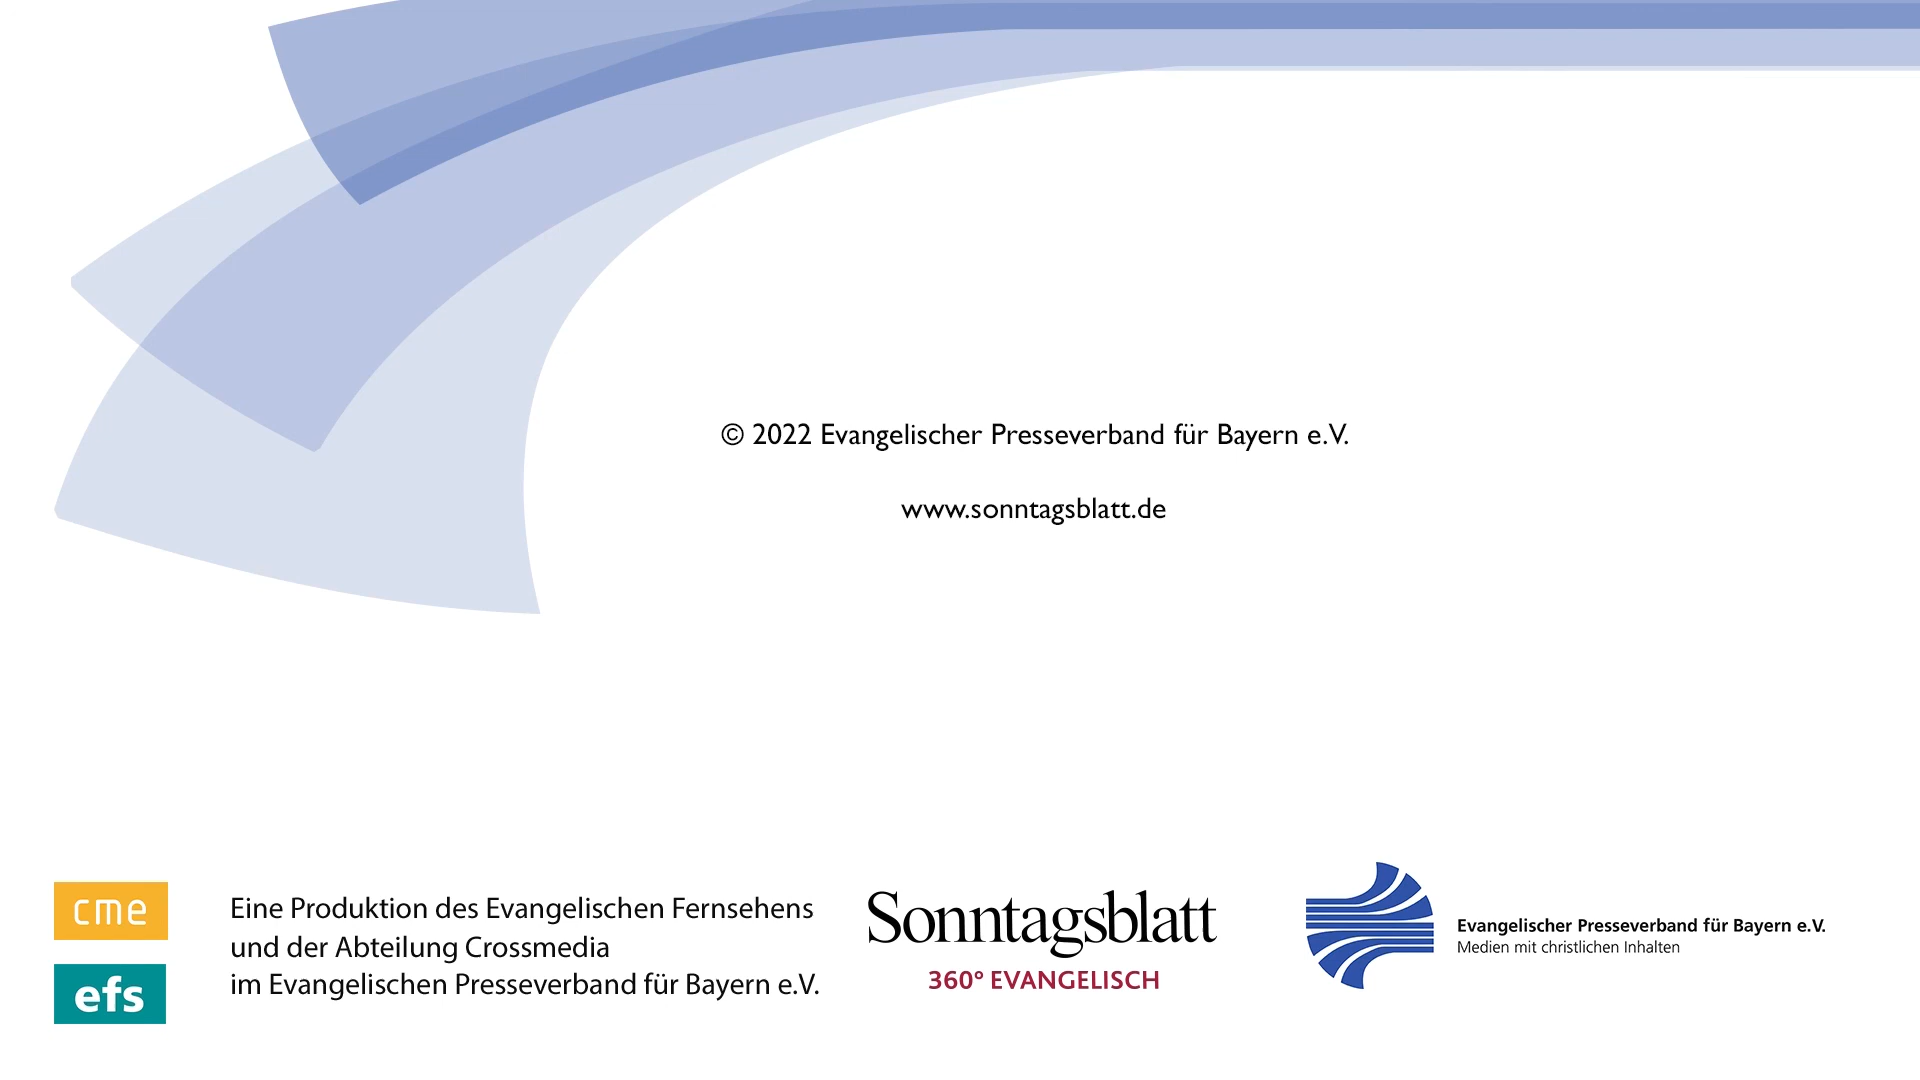 © 2022 Evangelischer Presseverband für Bayern e.V.
www.sonntagsblatt.de
cme
efs
Eine Produktion des Evangelischen Fernsehens
und der Abteilung Crossmedia
im Evangelischen Presseverband für Bayern e.V.
Sonntagsblatt
360° EVANGELISCH
Evangelischer Presseverband für Bayern e.V.
Medien mit christlichen Inhalten